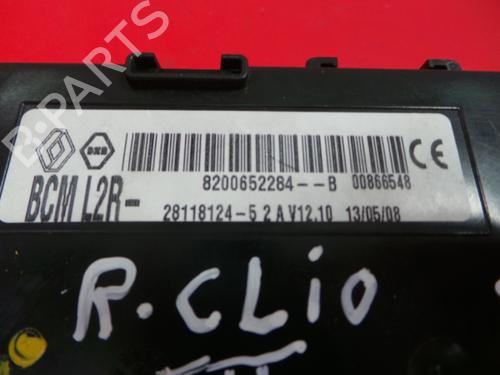 8200652284--B 00866548
BCM L2R-
28118124-5 2 A V12.10 13/05/08
CE
R.CLIO
B-PARTS